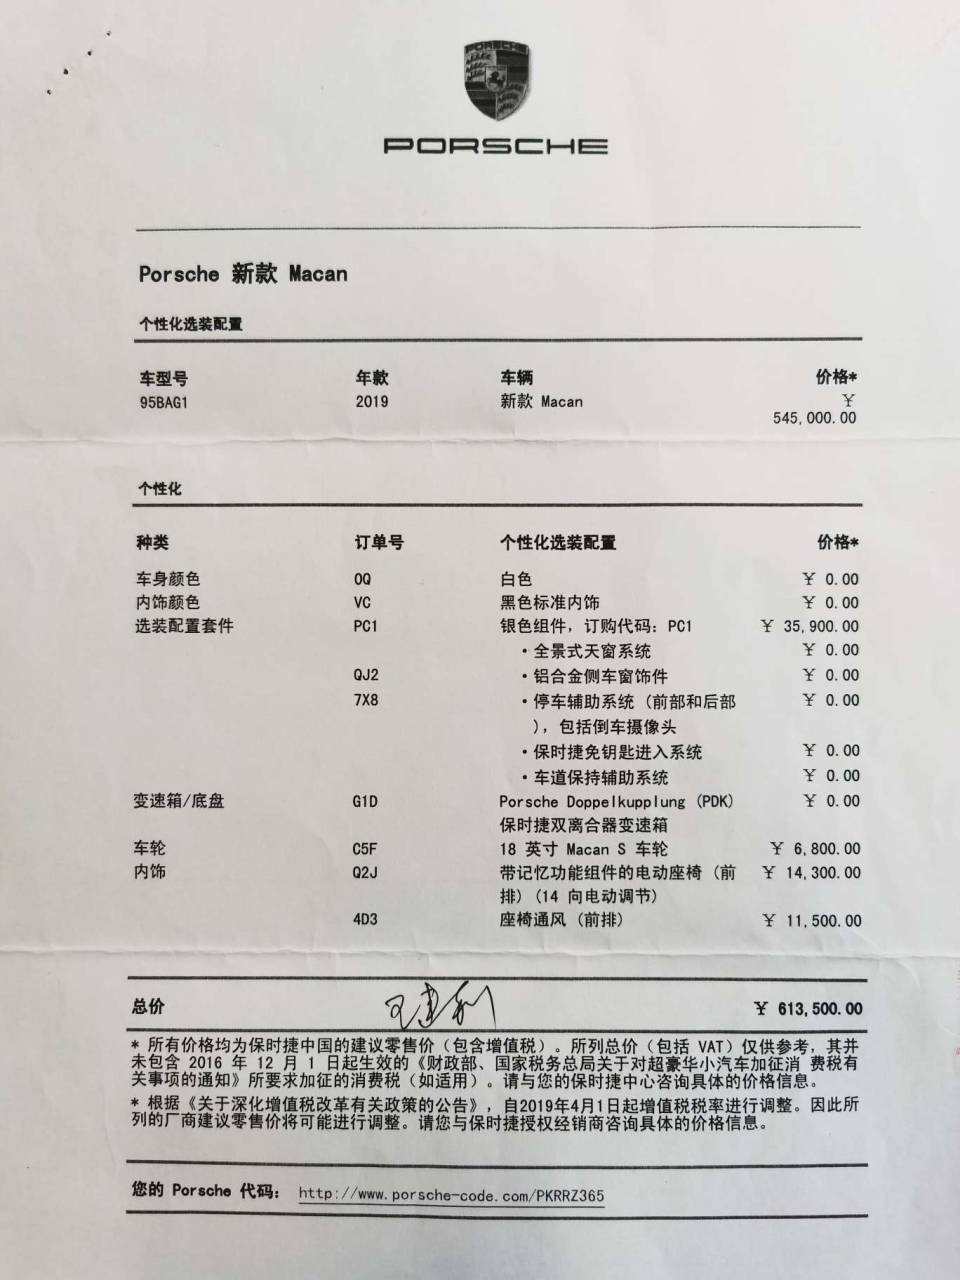 PORSCHE
PORSCHE
Porsche 新款 Macan
个性化选装配置
车型号 年款 车辆 价格*
95BAG1 2019 新款 Macan ￥
545,000.00
个性化
种类 订单号 个性化选装配置 价格*
车身颜色 0Q 白色 ￥ 0.00
内饰颜色 VC 黑色标准内饰 ￥ 0.00
选装配置套件 PC1 银色组件，订购代码：PC1 ￥ 35,900.00
•全景式天窗系统 ￥ 0.00
QJ2 •铝合金侧车窗饰件 ￥ 0.00
7X8 •停车辅助系统 (前部和后部 ￥ 0.00
)，包括倒车摄像头
•保时捷免钥匙进入系统 ￥ 0.00
•车道保持辅助系统 ￥ 0.00
变速箱/底盘 G1D Porsche Doppelkupplung (PDK) ￥ 0.00
保时捷双离合器变速箱
车轮 C5F 18 英寸 Macan S 车轮 ￥ 6,800.00
内饰 Q2J 带记忆功能组件的电动座椅 (前 ￥ 14,300.00
排) (14 向电动调节)
4D3 座椅通风 (前排) ￥ 11,500.00
总价 王建利 ￥ 613,500.00
* 所有价格均为保时捷中国的建议零售价（包含增值税）。所列总价（包括 VAT）仅供参考，其并
未包含 2016 年 12 月 1 日起生效的《财政部、国家税务总局关于对超豪华小汽车加征消 费税有
关事项的通知》所要求加征的消费税（如适用）。请与您的保时捷中心咨询具体的价格信息。
* 根据《关于深化增值税改革有关政策的公告》，自2019年4月1日起增值税税率进行调整。因此所
列的厂商建议零售价将可能进行调整。请您与保时捷授权经销商咨询具体的价格信息。
您的 Porsche 代码： http://www.porsche-code.com/PKRRZ365